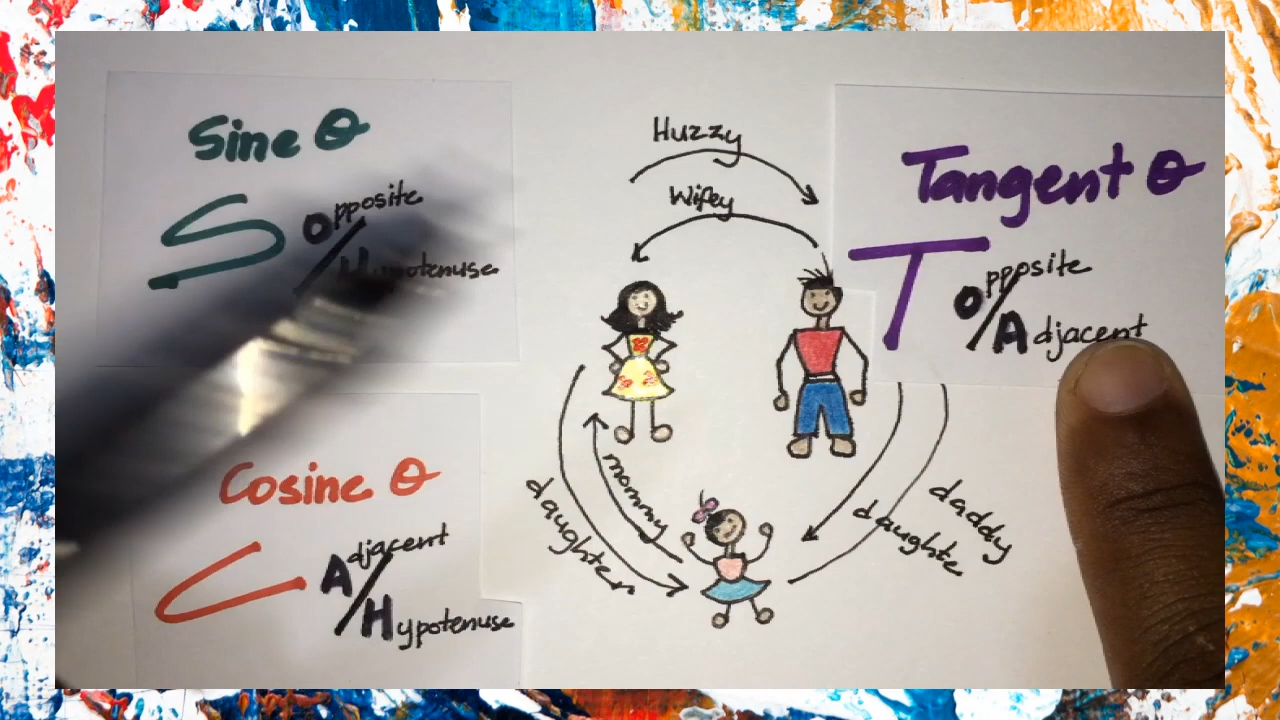 Sine θ
S Opposite/Hypotenuse
Cosine θ
C Adjacent/Hypotenuse
Huzzy
Wifey
mommy
daughter
daddy
daughte
Tangent θ
T Opposite/Adjacent